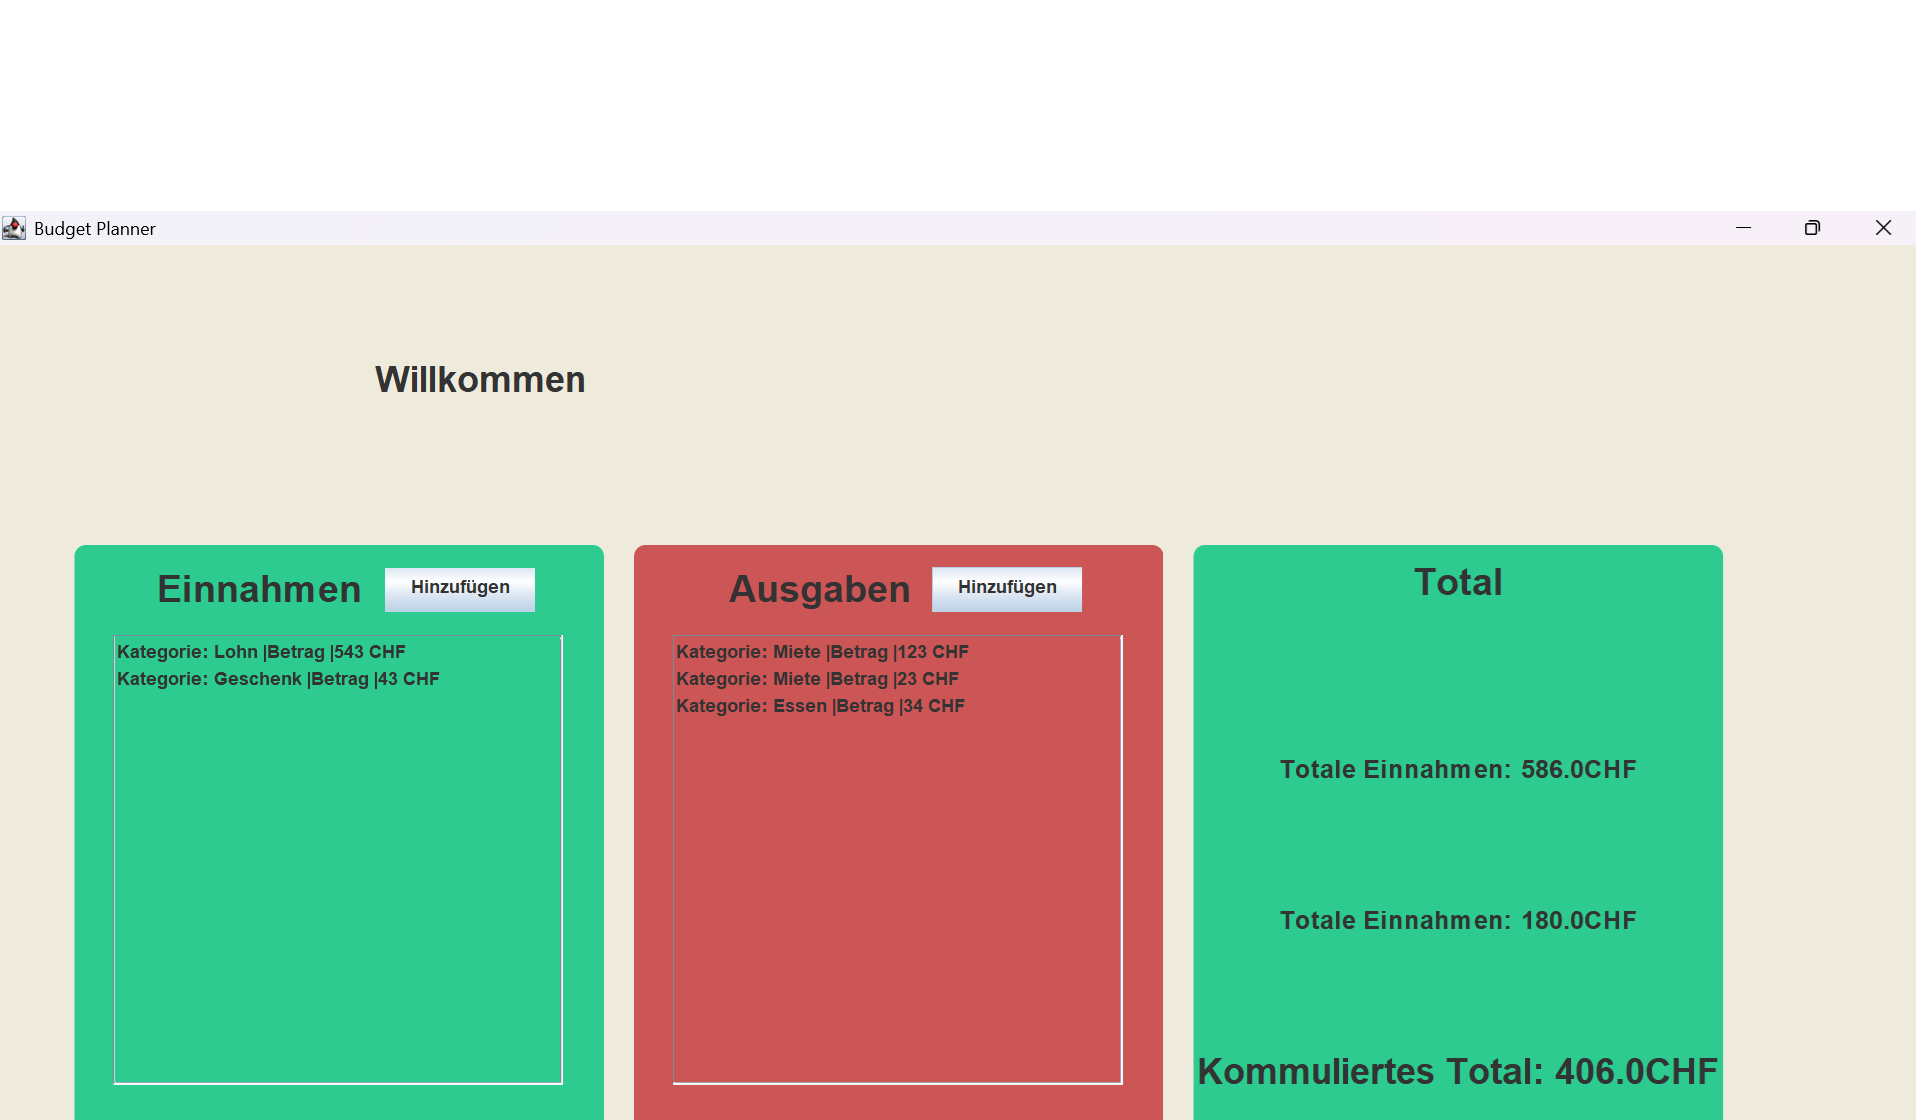 Budget Planner
Willkommen
Einnahmen
Hinzufügen
Kategorie: Lohn |Betrag |543 CHF
Kategorie: Geschenk |Betrag |43 CHF
Ausgaben
Hinzufügen
Kategorie: Miete |Betrag |123 CHF
Kategorie: Miete |Betrag |23 CHF
Kategorie: Essen |Betrag |34 CHF
Total
Totale Einnahmen: 586.0CHF
Totale Einnahmen: 180.0CHF
Kommuliertes Total: 406.0CHF